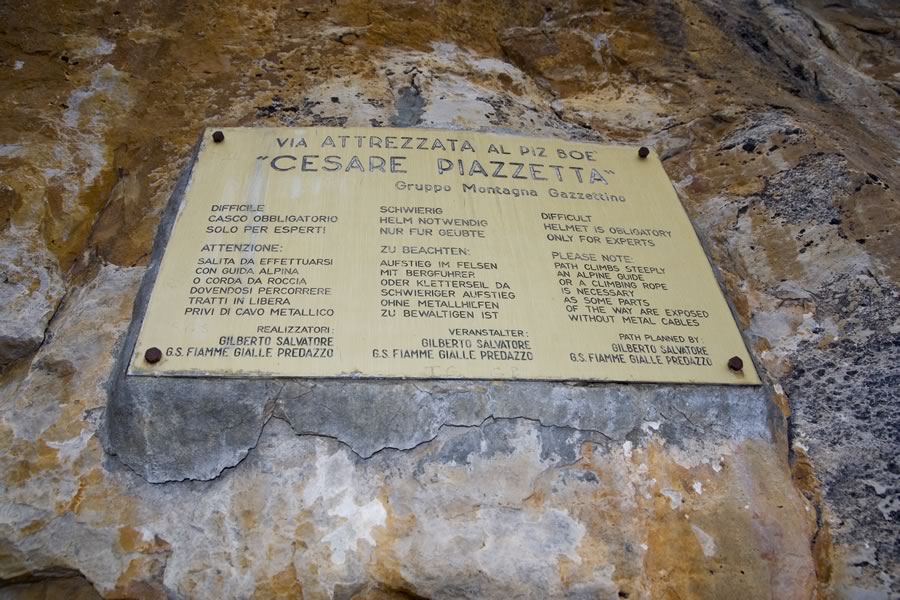 VIA ATTREZZATA AL PIZ BOE'
"CESARE PIAZZETTA"
Gruppo Montagna Gazzettino
DIFFICILE
CASCO OBBLIGATORIO
SOLO PER ESPERTI
ATTENZIONE:
SALITA DA EFFETTUARSI
CON GUIDA ALPINA
O CORDA DA ROCCIA
DOVENDOSI PERCORRERE
TRATTI IN LIBERA
PRIVI DI CAVO METALLICO
REALIZZATORI:
GILBERTO SALVATORE
G.S. FIAMME GIALLE PREDAZZO
SCHWIERIG
HELM NOTWENDIG
NUR FUR GEÜBTE
ZU BEACHTEN:
AUFSTIEG IM FELSEN
MIT BERGFUHRER
ODER KLETTERSEIL DA
SCHWIERIGER AUFSTIEG
OHNE METALLHILFEN
ZU BEWÄLTIGEN IST
VERANSTALTER:
GILBERTO SALVATORE
G.S. FIAMME GIALLE PREDAZZO
DIFFICULT
HELMET IS OBLIGATORY
ONLY FOR EXPERTS
PLEASE NOTE:
PATH CLIMBS STEEPLY
AN ALPINE GUIDE
OR A CLIMBING ROPE
IS NECESSARY
AS SOME PARTS
OF THE WAY ARE EXPOSED
WITHOUT METAL CABLES
PATH PLANNED BY:
GILBERTO SALVATORE
G.S. FIAMME GIALLE PREDAZZO